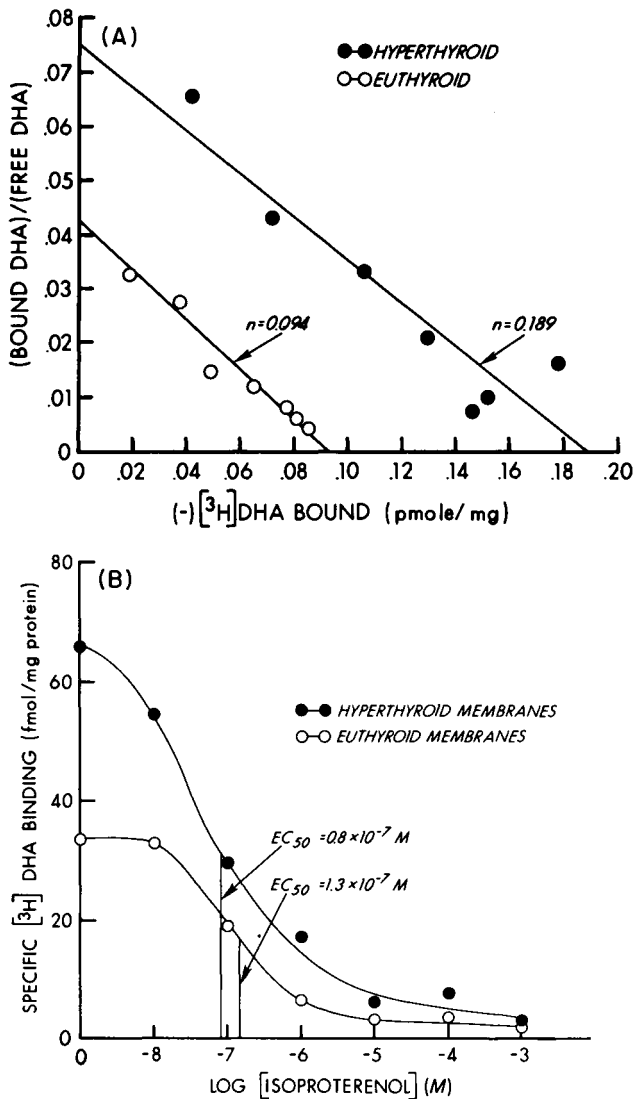 (A)
●-● HYPERTHYROID
○-○ EUTHYROID
(BOUND DHA)/(FREE DHA)
.08
.07
.06
.05
.04
.03
.02
.01
0
n=0.094
n=0.189
0 .02 .04 .06 .08 .10 .12 .14 .16 .18 .20
(-)[³H]DHA BOUND (pmole/mg)
(B)
SPECIFIC [³H] DHA BINDING (fmol/mg protein)
80
60
40
20
0
●-● HYPERTHYROID MEMBRANES
○-○ EUTHYROID MEMBRANES
EC₅₀ =0.8×10⁻⁷ M
EC₅₀ =1.3×10⁻⁷ M
0 -8 -7 -6 -5 -4 -3
LOG [ISOPROTERENOL] (M)